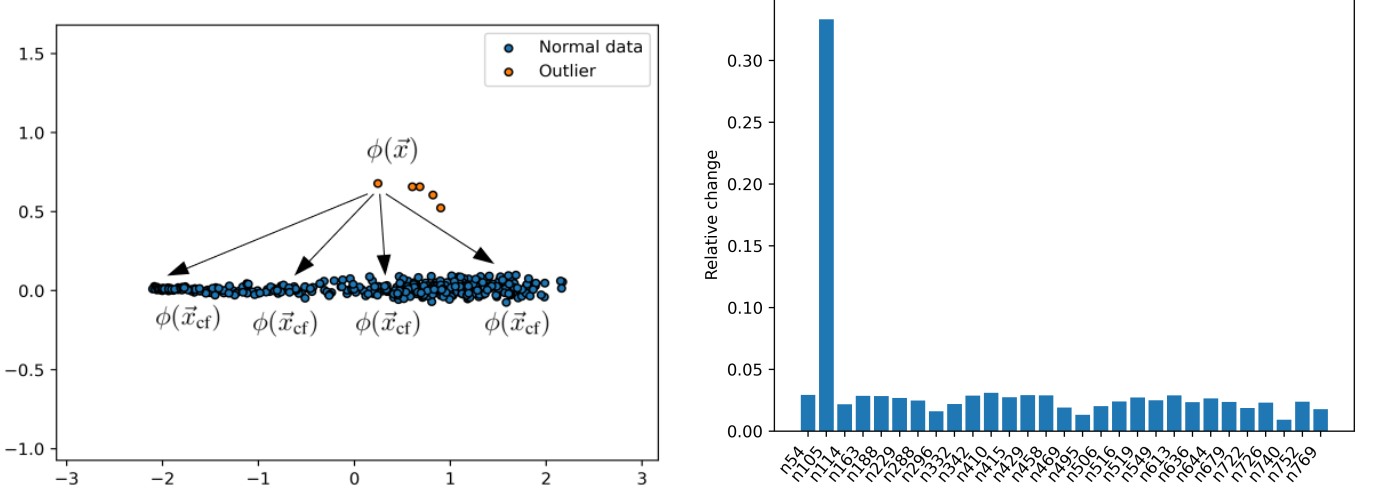 1.5
1.0
0.5
0.0
−0.5
−1.0
−3
−2
−1
0
1
2
3
Normal data
Outlier
ϕ(x⃗)
ϕ(x⃗cf)
ϕ(x⃗cf)
ϕ(x⃗cf)
ϕ(x⃗cf)
Relative change
0.30
0.25
0.20
0.15
0.10
0.05
0.00
n54
n105
n114
n163
n188
n229
n288
n296
n332
n342
n410
n415
n429
n458
n469
n495
n506
n516
n519
n549
n613
n636
n644
n679
n722
n726
n740
n752
n769